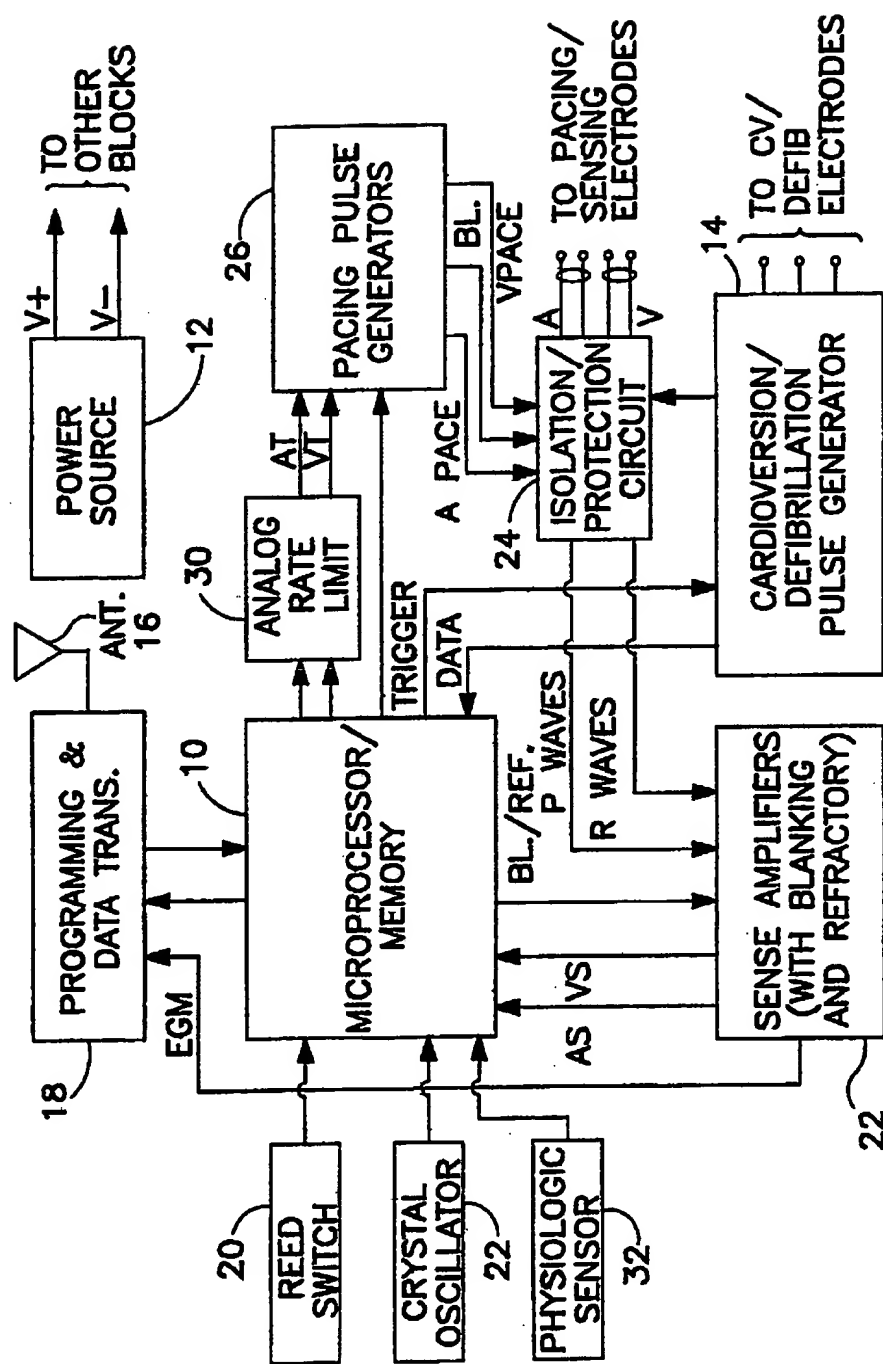 PROGRAMMING &
DATA TRANS.
18
ANT.
16
POWER
SOURCE
12
V+
V−
TO
OTHER
BLOCKS
EGM
REED
SWITCH
20
CRYSTAL
OSCILLATOR
22
PHYSIOLOGIC
SENSOR
32
MICROPROCESSOR/
MEMORY
10
ANALOG
RATE
LIMIT
30
AT
VT
PACING PULSE
GENERATORS
26
TRIGGER
DATA
A PACE
BL.
VPACE
AS
VS
BL./REF.
P WAVES
R WAVES
ISOLATION/
PROTECTION
CIRCUIT
24
A
V
TO PACING/
SENSING
ELECTRODES
SENSE AMPLIFIERS
(WITH BLANKING
AND REFRACTORY)
22
CARDIOVERSION/
DEFIBRILLATION
PULSE GENERATOR
14
TO CV/
DEFIB
ELECTRODES